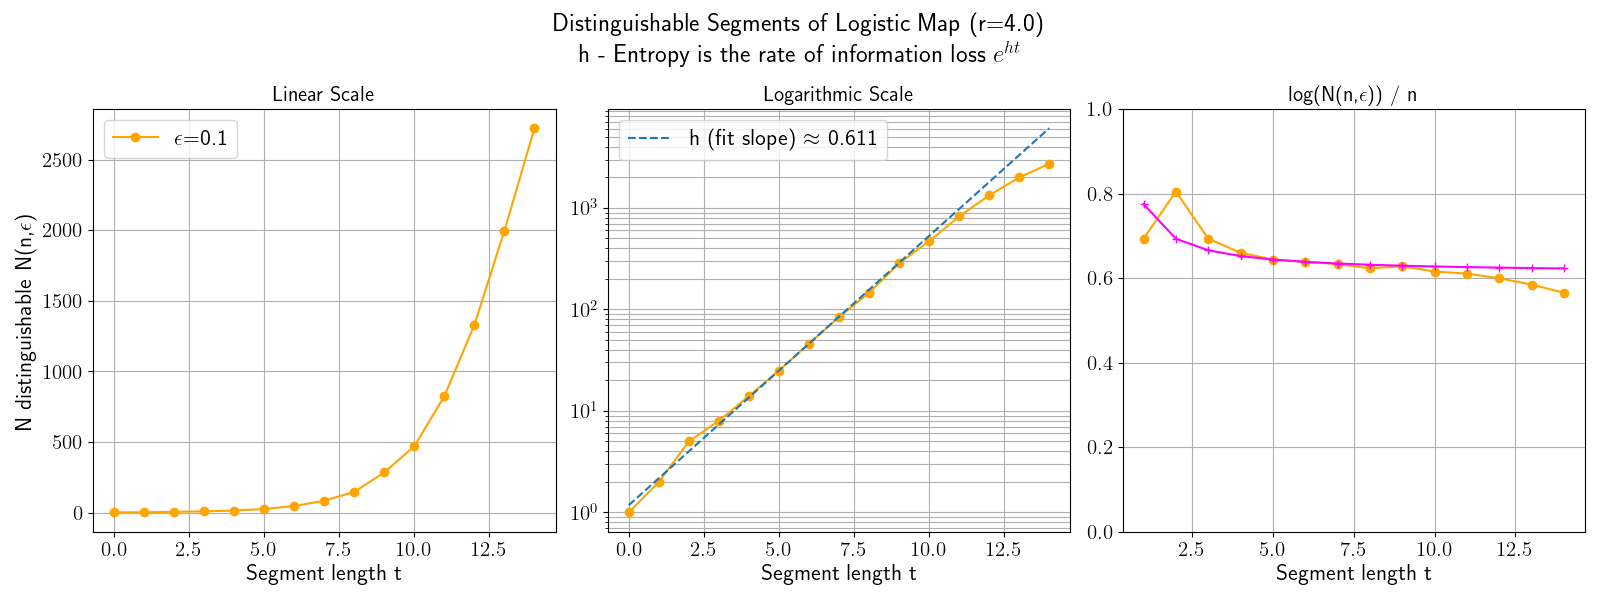 Distinguishable Segments of Logistic Map (r=4.0)
h - Entropy is the rate of information loss e^{ht}
Linear Scale
ϵ=0.1
N distinguishable N(n,ϵ)
2500
2000
1500
1000
500
0
0.0 2.5 5.0 7.5 10.0 12.5
Segment length t
Logarithmic Scale
h (fit slope) ≈ 0.611
10^3
10^2
10^1
10^0
0.0 2.5 5.0 7.5 10.0 12.5
Segment length t
log(N(n,ϵ)) / n
1.0
0.8
0.6
0.4
0.2
0.0
2.5 5.0 7.5 10.0 12.5
Segment length t